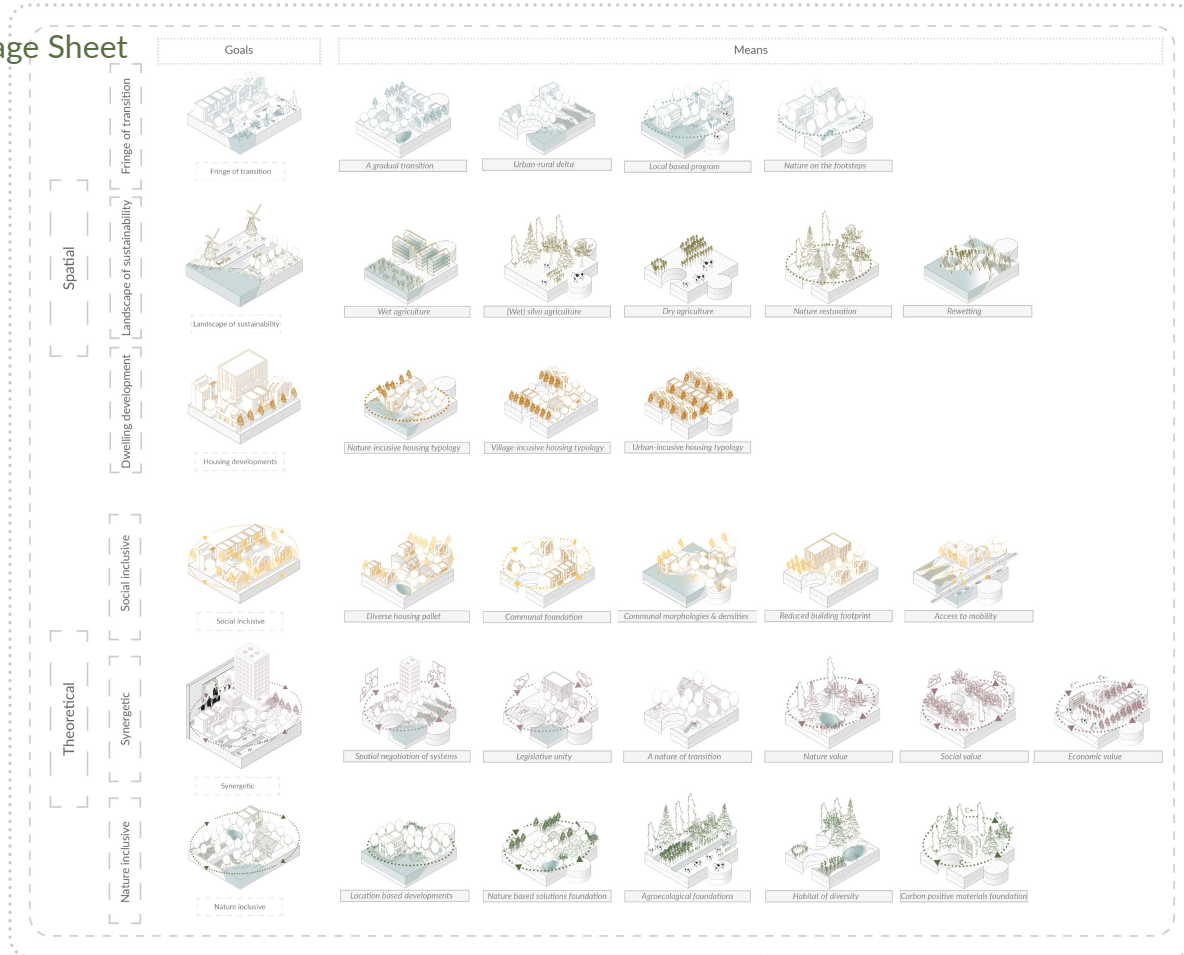 age Sheet
Goals
Means
Spatial
Fringe of transition
Fringe of transition
A gradual transition
Urban-rural delta
Local based program
Nature on the footsteps
Landscape of sustainability
Landscape of sustainability
Wet agriculture
(Wet) silvo agriculture
Dry agriculture
Nature restoration
Rewetting
Dwelling development
Housing developments
Nature-incusive housing typology
Village-incusive housing typology
Urban-incusive housing typology
Theoretical
Social inclusive
Social inclusive
Diverse housing pallet
Communal foundation
Communal morphologies & densities
Reduced building footprint
Access to mobility
Synergetic
Synergetic
Spatial negotiation of systems
Legislative unity
A nature of transition
Nature value
Social value
Economic value
Nature inclusive
Nature inclusive
Location based developments
Nature based solutions foundation
Agroecological foundations
Habitat of diversity
Carbon positive materials foundation